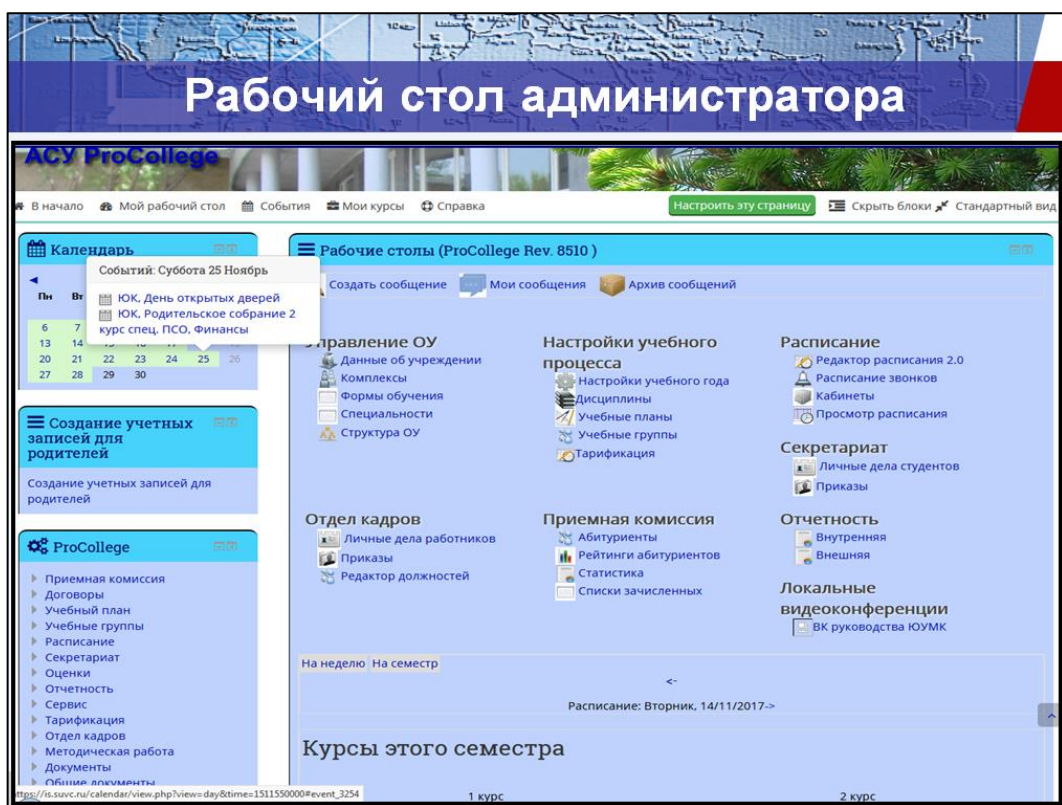 Рабочий стол администратора
АСУ ProCollege
В начало Мой рабочий стол События Мои курсы Справка Настроить эту страницу Скрыть блоки Стандартный вид
Календарь
Событий: Суббота 25 Ноябрь
ЮК, День открытых дверей
ЮК, Родительское собрание 2
курс спец. ПСО, Финансы
Пн Вт
6 7
13 14 15 16 17
20 21 22 23 24 25 26
27 28 29 30
Создание учетных
записей для
родителей
Создание учетных записей для
родителей
ProCollege
Приемная комиссия
Договоры
Учебный план
Учебные группы
Расписание
Секретариат
Оценки
Отчетность
Сервис
Тарификация
Отдел кадров
Методическая работа
Документы
Общие документы
Рабочие столы (ProCollege Rev. 8510 )
Создать сообщение Мои сообщения Архив сообщений
Управление ОУ
Данные об учреждении
Комплексы
Формы обучения
Специальности
Структура ОУ
Настройки учебного
процесса
Настройки учебного года
Дисциплины
Учебные планы
Учебные группы
Тарификация
Расписание
Редактор расписания 2.0
Расписание звонков
Кабинеты
Просмотр расписания
Секретариат
Личные дела студентов
Приказы
Отдел кадров
Личные дела работников
Приказы
Редактор должностей
Приемная комиссия
Абитуриенты
Рейтинги абитуриентов
Статистика
Списки зачисленных
Отчетность
Внутренняя
Внешняя
Локальные
видеоконференции
ВК руководства ЮУМК
На неделю На семестр
<-
Расписание: Вторник, 14/11/2017->
Курсы этого семестра
1 курс 2 курс
https://is.suvc.ru/calendar/view.php?view=day&time=1511550000#event_3254